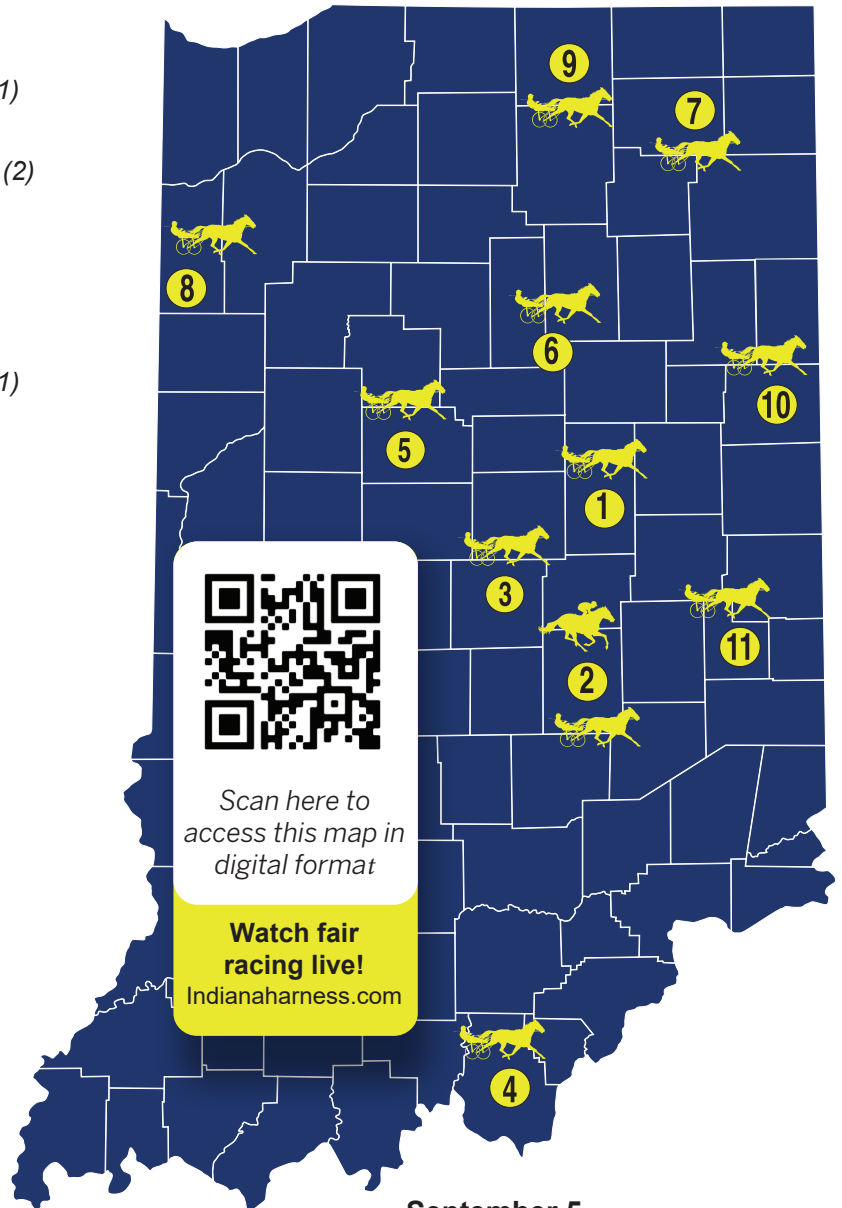 1)
(2)
1)
9
7
8
6
10
5
1
3
11
2
4
Scan here to
access this map in
digital format
Watch fair
racing live!
Indianaharness.com
September 5